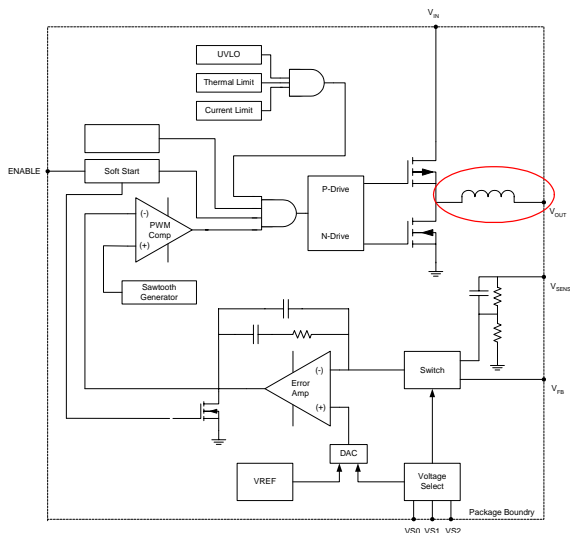 VIN
UVLO
Thermal Limit
Current Limit
ENABLE
Soft Start
P-Drive
N-Drive
VOUT
(-)
PWM
Comp
(+)
Sawtooth
Generator
VSENS
Switch
(-)
Error
Amp
(+)
VFB
DAC
VREF
Voltage
Select
Package Boundry
VS0 VS1 VS2